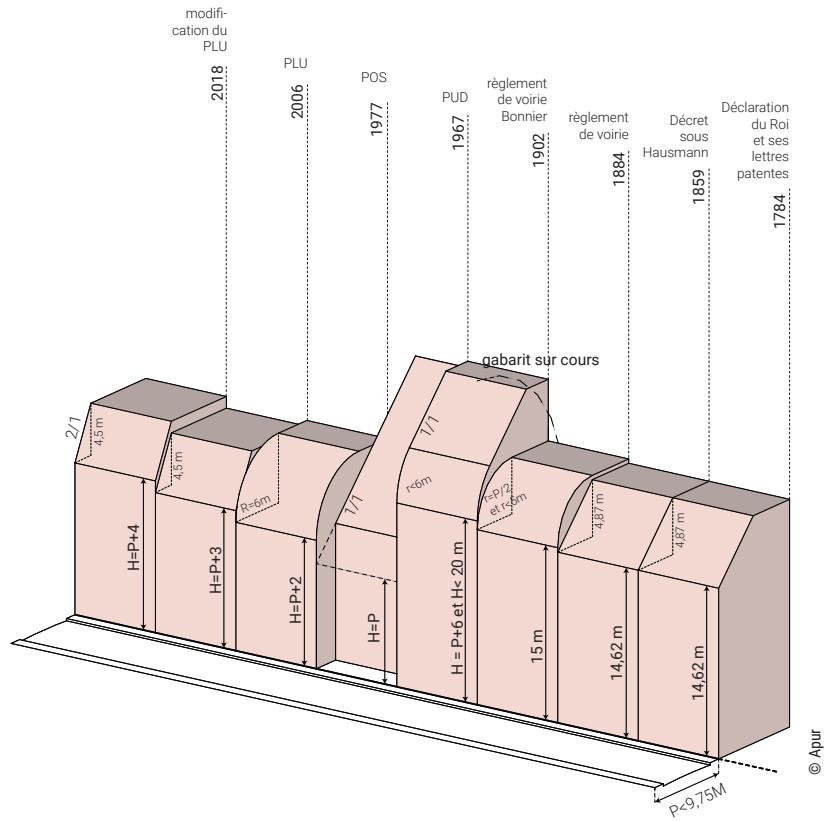 modifi-
cation du
PLU
2018
PLU
2006
POS
1977
PUD
1967
règlement
de voirie
Bonnier
1902
règlement
de voirie
1884
Décret
sous
Hausmann
1859
Déclaration
du Roi
et ses
lettres
patentes
1784
gabarit sur cours
2/1
4,5 m
4,5 m
R=6m
1/1
1/1
r<6m
r=P/2
et r<6m
4,87 m
4,87 m
H=P+4
H=P+3
H=P+2
H=P
H = P+6 et H< 20 m
15 m
14,62 m
14,62 m
P<9,75M
© Apur